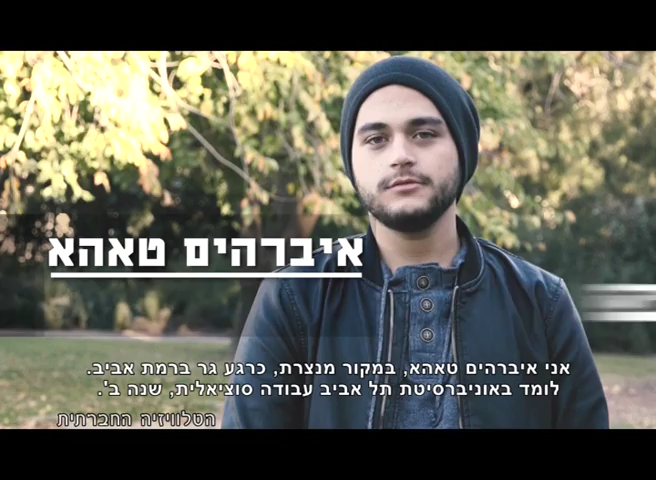 איברהים טאהא
אני איברהים טאהא, במקור מנצרת, כרגע גר ברמת אביב.
לומד באוניברסיטת תל אביב עבודה סוציאלית, שנה ב'.
הטלוויזיה החברתית